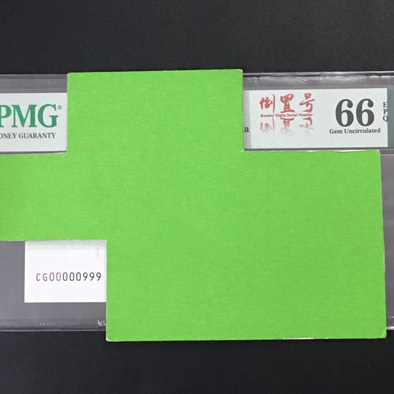 PMG®
ONEY GUARANTY
a
倒置号
66
Gem Uncirculated
E
P
Q
CG00000999